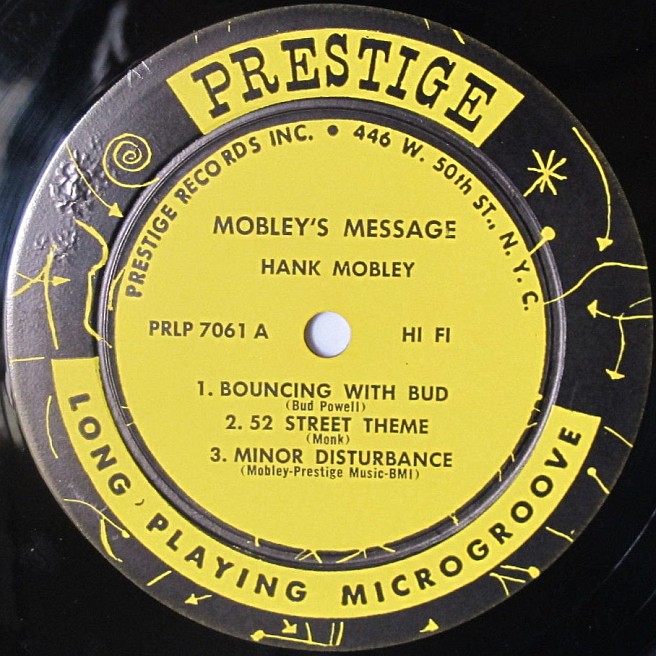 PRESTIGE
PRESTIGE RECORDS INC. • 446 W. 50th ST., N.Y.C.
MOBLEY'S MESSAGE
HANK MOBLEY
PRLP 7061 A HI FI
1. BOUNCING WITH BUD
(Bud Powell)
2. 52 STREET THEME
(Monk)
3. MINOR DISTURBANCE
(Mobley-Prestige Music-BMI)
LONG PLAYING MICROGROOVE